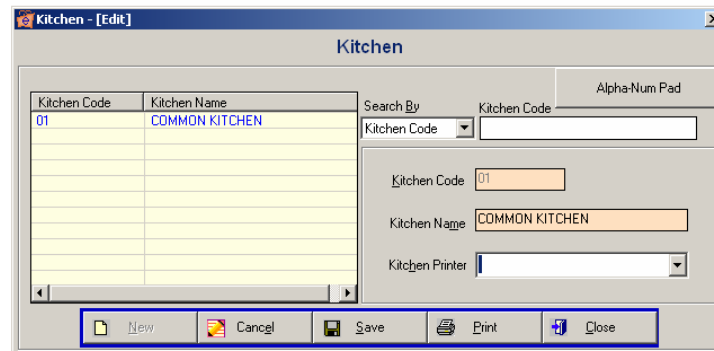 Kitchen - [Edit]
Kitchen
Alpha-Num Pad
Kitchen Code Kitchen Name
01 COMMON KITCHEN
Search By Kitchen Code
Kitchen Code
Kitchen Code 01
Kitchen Name COMMON KITCHEN
Kitchen Printer
New Cancel Save Print Close